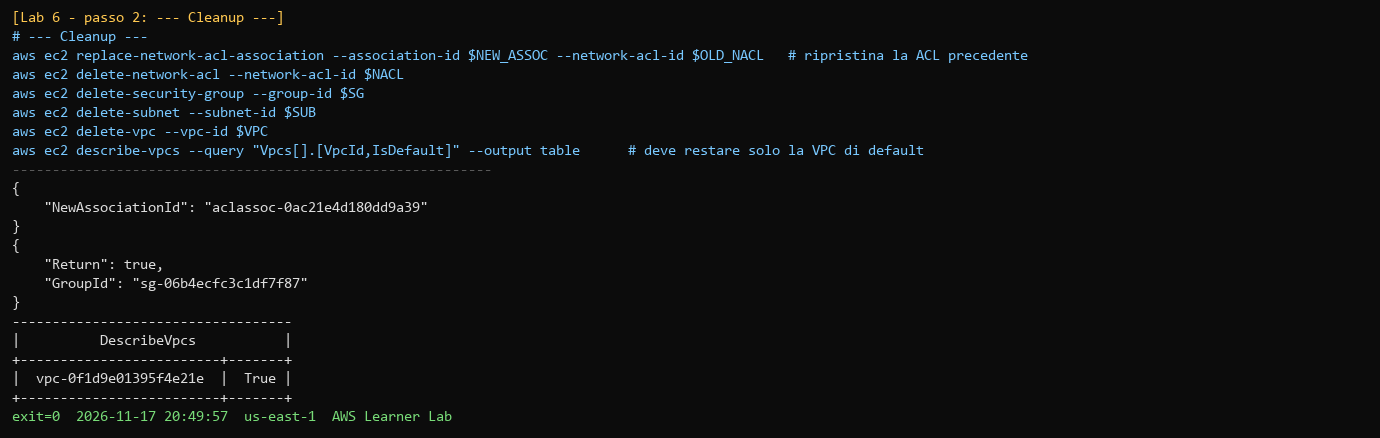 [Lab 6 - passo 2: --- Cleanup ---]
# --- Cleanup ---
aws ec2 replace-network-acl-association --association-id $NEW_ASSOC --network-acl-id $OLD_NACL   # ripristina la ACL precedente
aws ec2 delete-network-acl --network-acl-id $NACL
aws ec2 delete-security-group --group-id $SG
aws ec2 delete-subnet --subnet-id $SUB
aws ec2 delete-vpc --vpc-id $VPC
aws ec2 describe-vpcs --query "Vpcs[].[VpcId,IsDefault]" --output table      # deve restare solo la VPC di default
------------------------------------------------------------
{
    "NewAssociationId": "aclassoc-0ac21e4d180dd9a39"
}
{
    "Return": true,
    "GroupId": "sg-06b4ecfc3c1df7f87"
}
-----------------------------------
|          DescribeVpcs           |
+-------------------------+-------+
|  vpc-0f1d9e01395f4e21e  |  True |
+-------------------------+-------+
exit=0  2026-11-17 20:49:57  us-east-1  AWS Learner Lab